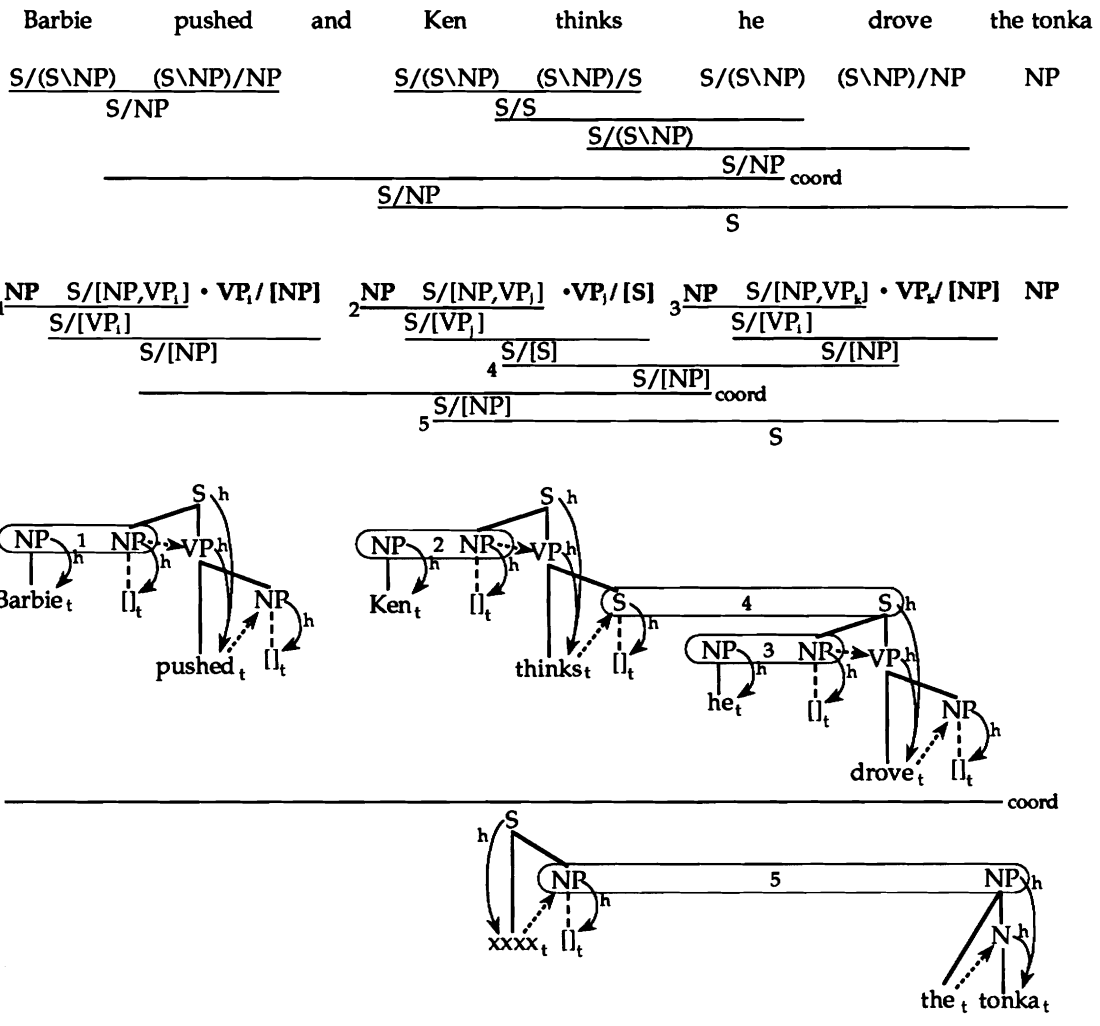 Barbie pushed and Ken thinks he drove the tonka
S/(S\NP) (S\NP)/NP S/(S\NP) (S\NP)/S S/(S\NP) (S\NP)/NP NP
S/NP S/S
S/(S\NP)
S/NP coord
S/NP
S
1 NP S/[NP,VPᵢ] • VPᵢ/ [NP] 2 NP S/[NP,VPⱼ] •VPⱼ/ [S] 3 NP S/[NP,VPₖ] • VPₖ/ [NP] NP
S/[VPᵢ] S/[VPⱼ] S/[VPᵢ]
S/[NP] S/[S] S/[NP]
4 S/[NP] coord
5 S/[NP]
S
S h S h
NP 1 NP VP h NP 2 NP VP h
h h h h
Barbie t [] t NP Ken t [] t S 4 S h
h h
pushed t [] t thinks t [] t NP 3 NP VP h
h h
he t [] t NP
h
drove t [] t
coord
h S
NP 5 NP h
h
xxxx t [] t N h
the t tonka t